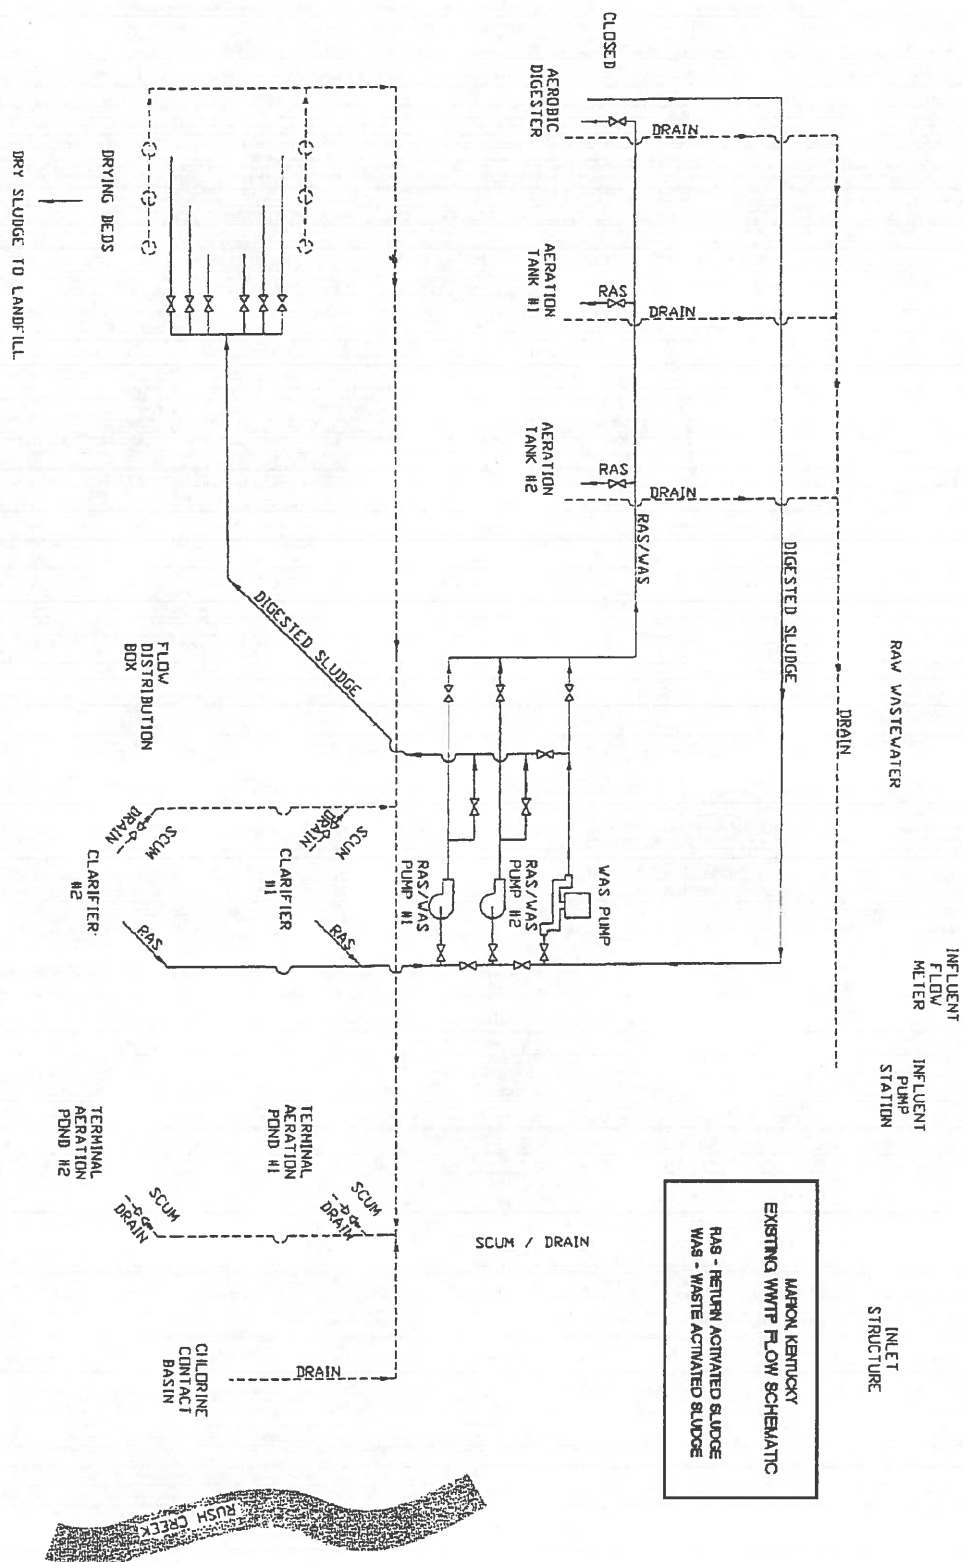 CLOSED
AEROBIC
DIGESTER
DRAIN
AERATION
TANK #1
RAS
DRAIN
AERATION
TANK #2
RAS
DRAIN
RAS/WAS
DIGESTED SLUDGE
DRAIN
RAW WASTEWATER
INFLUENT
FLOW
METER
INFLUENT
PUMP
STATION
INLET
STRUCTURE
MARION, KENTUCKY
EXISTING WWTP FLOW SCHEMATIC
RAS - RETURN ACTIVATED SLUDGE
WAS - WASTE ACTIVATED SLUDGE
DRYING BEDS
DRY SLUDGE TO LANDFILL
DIGESTED SLUDGE
FLOW
DISTRIBUTION
BOX
WAS PUMP
RAS/WAS
PUMP #2
RAS/WAS
PUMP #1
SCUM
DRAIN
CLARIFIER
#1
RAS
SCUM
DRAIN
CLARIFIER
#2
RAS
TERMINAL
AERATION
POND #1
SCUM
DRAIN
TERMINAL
AERATION
POND #2
SCUM
DRAIN
SCUM / DRAIN
CHLORINE
CONTACT
BASIN
DRAIN
RUSH CREEK